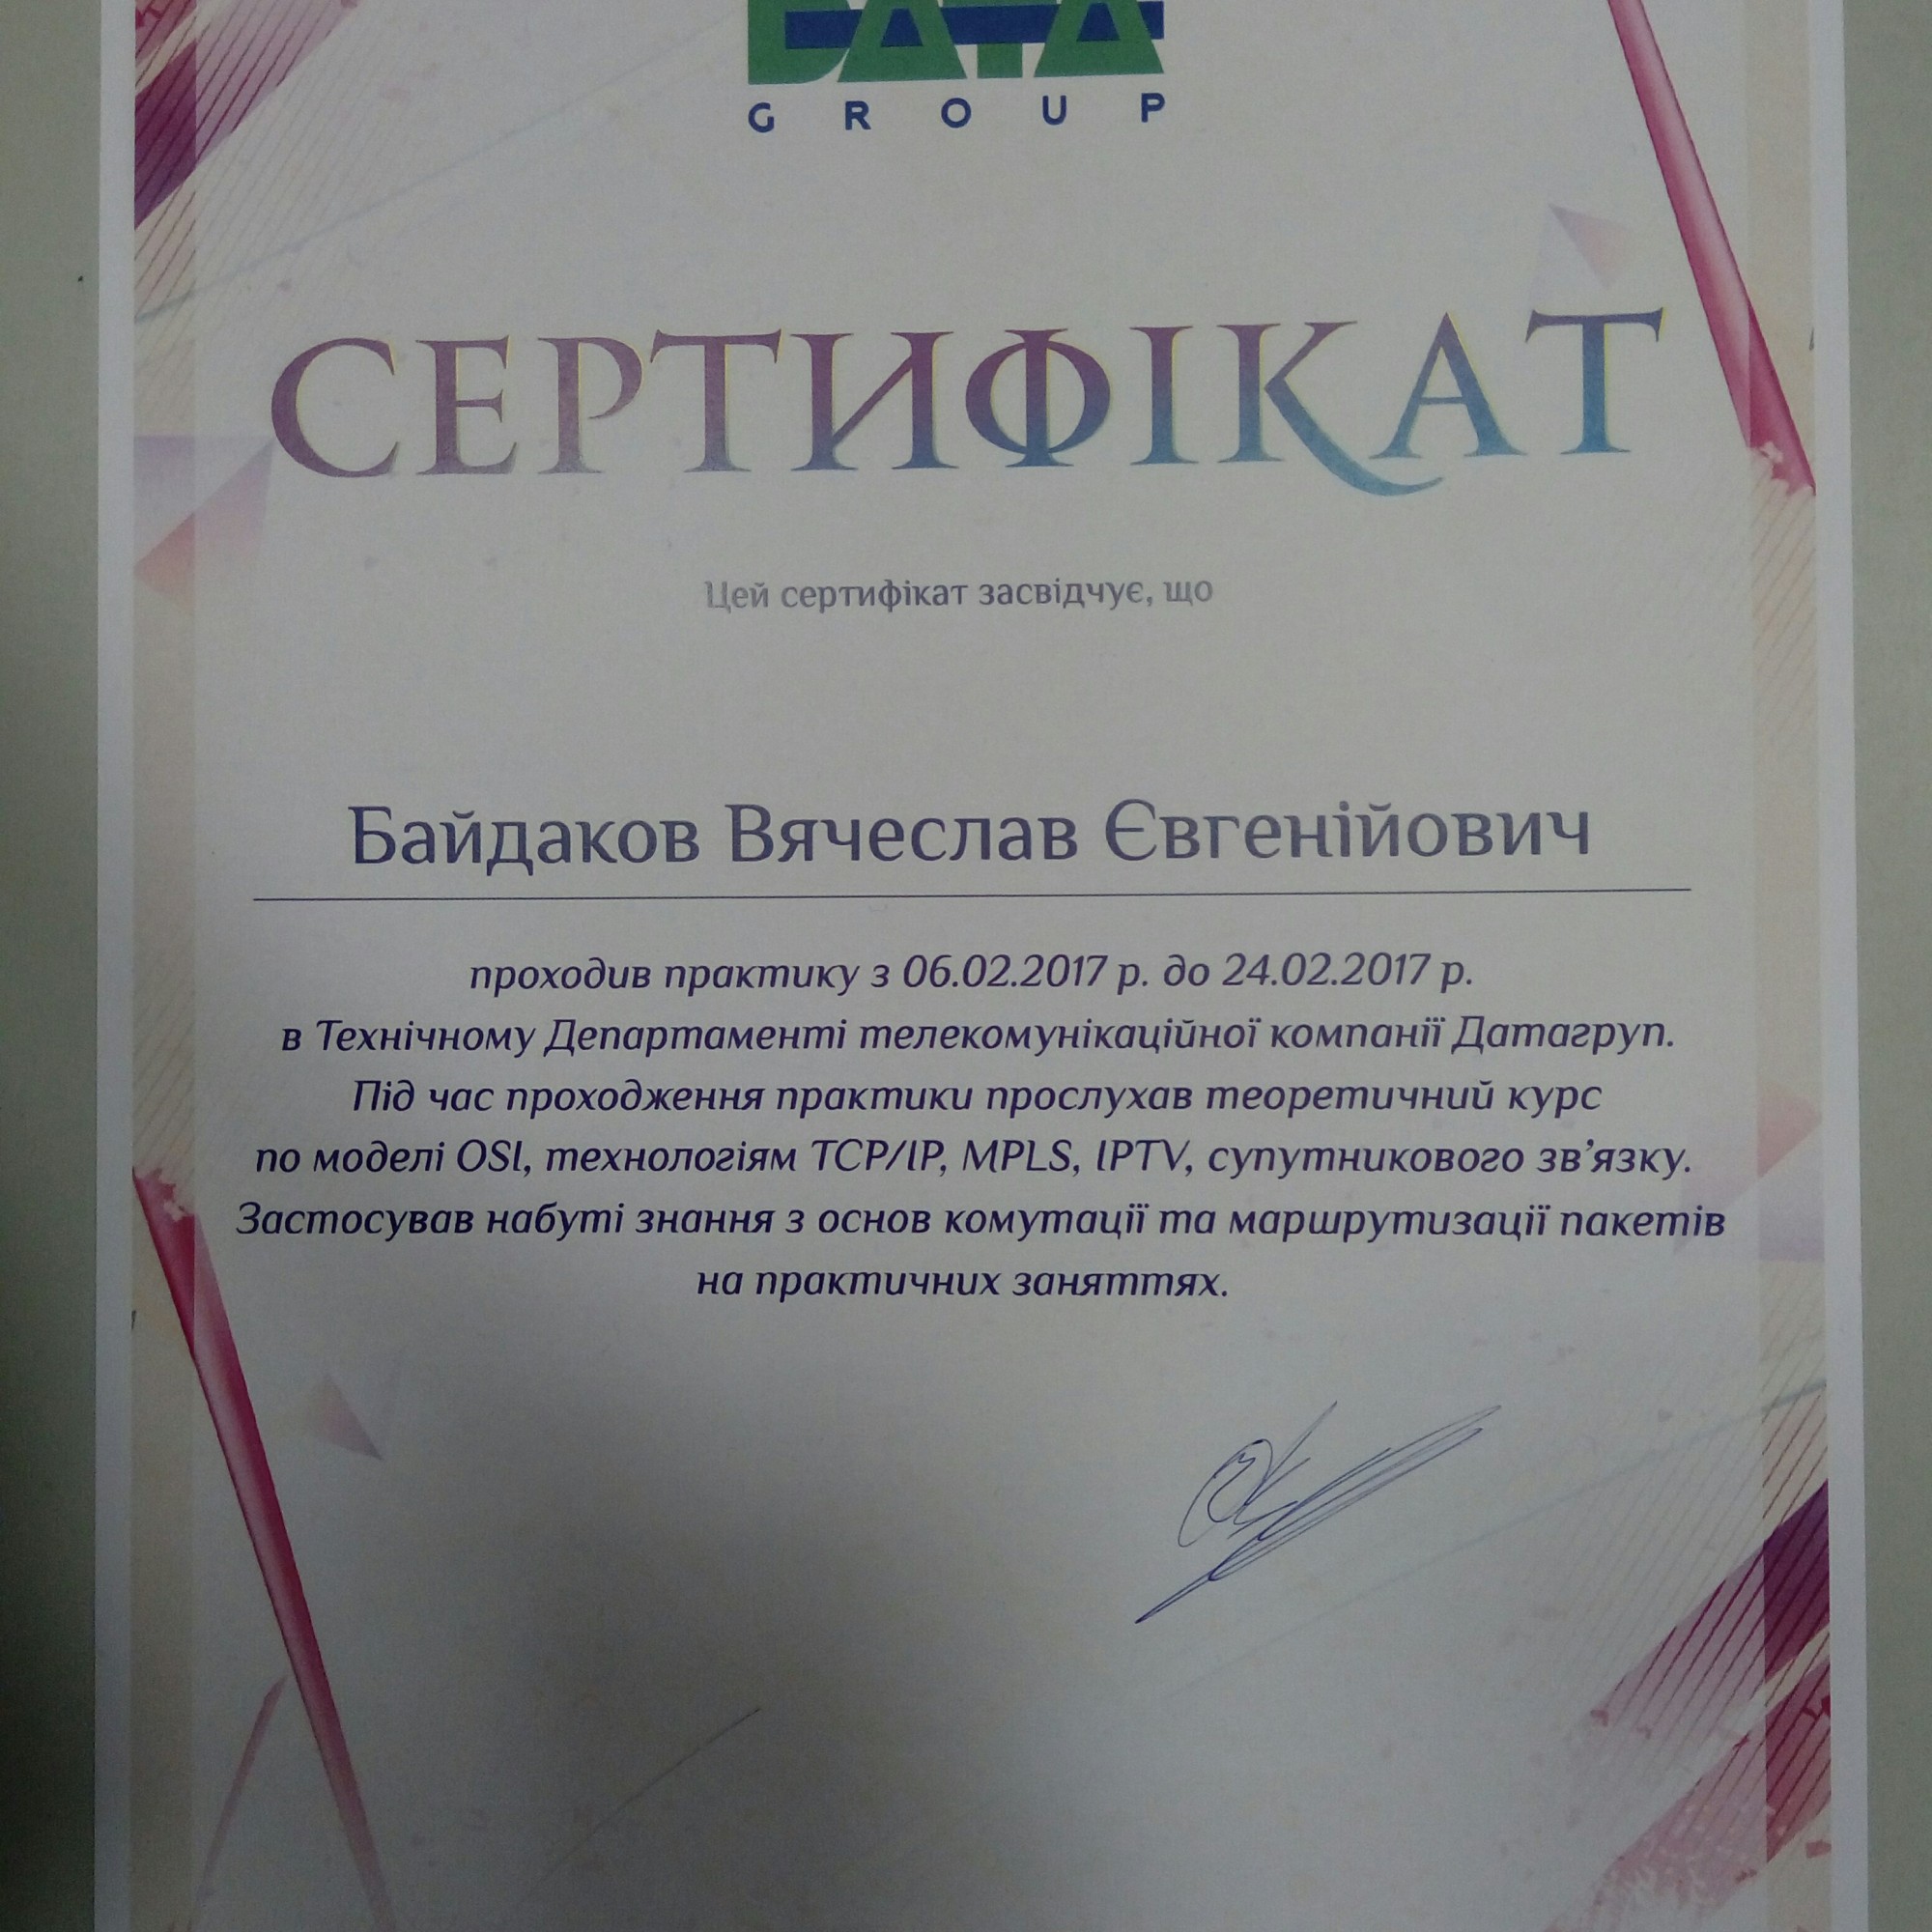 DATA
GROUP
СЕРТИФІКАТ
Цей сертифікат засвідчує, що
Байдаков Вячеслав Євгенійович
проходив практику з 06.02.2017 р. до 24.02.2017 р.
в Технічному Департаменті телекомунікаційної компанії Датагруп.
Під час проходження практики прослухав теоретичний курс
по моделі OSI, технологіям TCP/IP, MPLS, IPTV, супутникового зв’язку.
Застосував набуті знання з основ комутації та маршрутизації пакетів
на практичних заняттях.